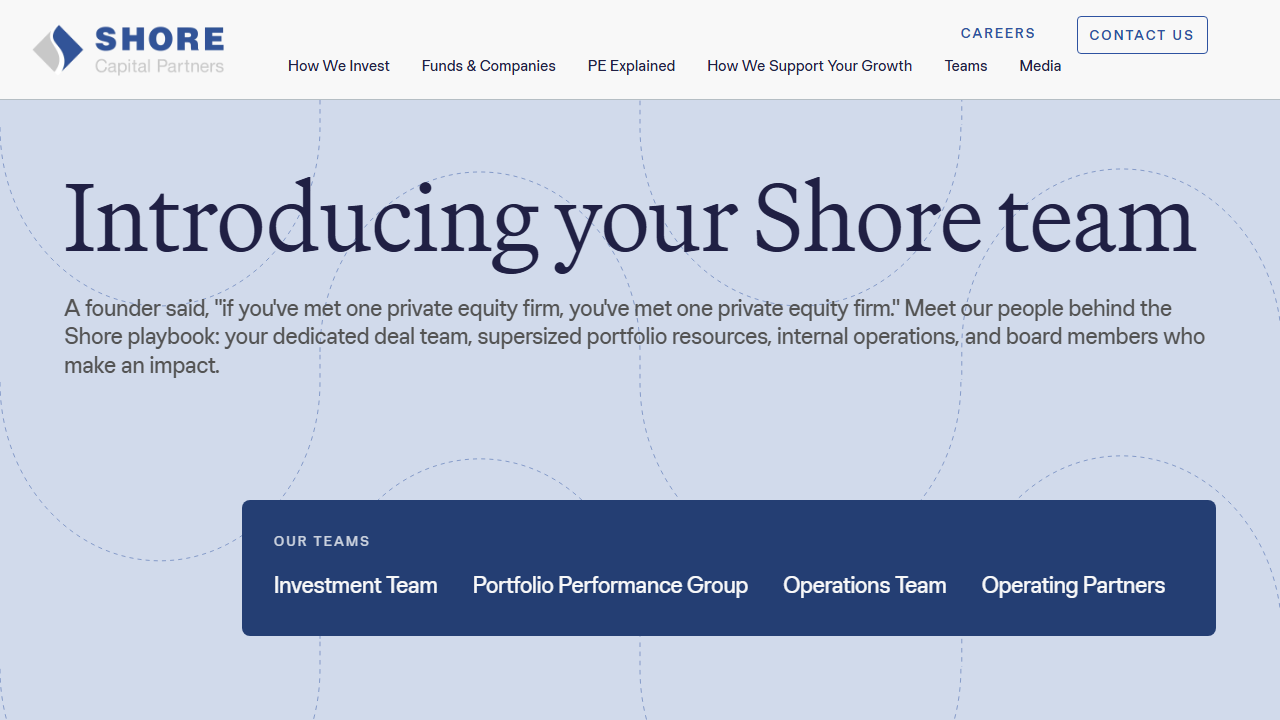 SHORE
Capital Partners
CAREERS
CONTACT US
How We Invest
Funds & Companies
PE Explained
How We Support Your Growth
Teams
Media
Introducing your Shore team
A founder said, "if you've met one private equity firm, you've met one private equity firm." Meet our people behind the
Shore playbook: your dedicated deal team, supersized portfolio resources, internal operations, and board members who
make an impact.
OUR TEAMS
Investment Team
Portfolio Performance Group
Operations Team
Operating Partners